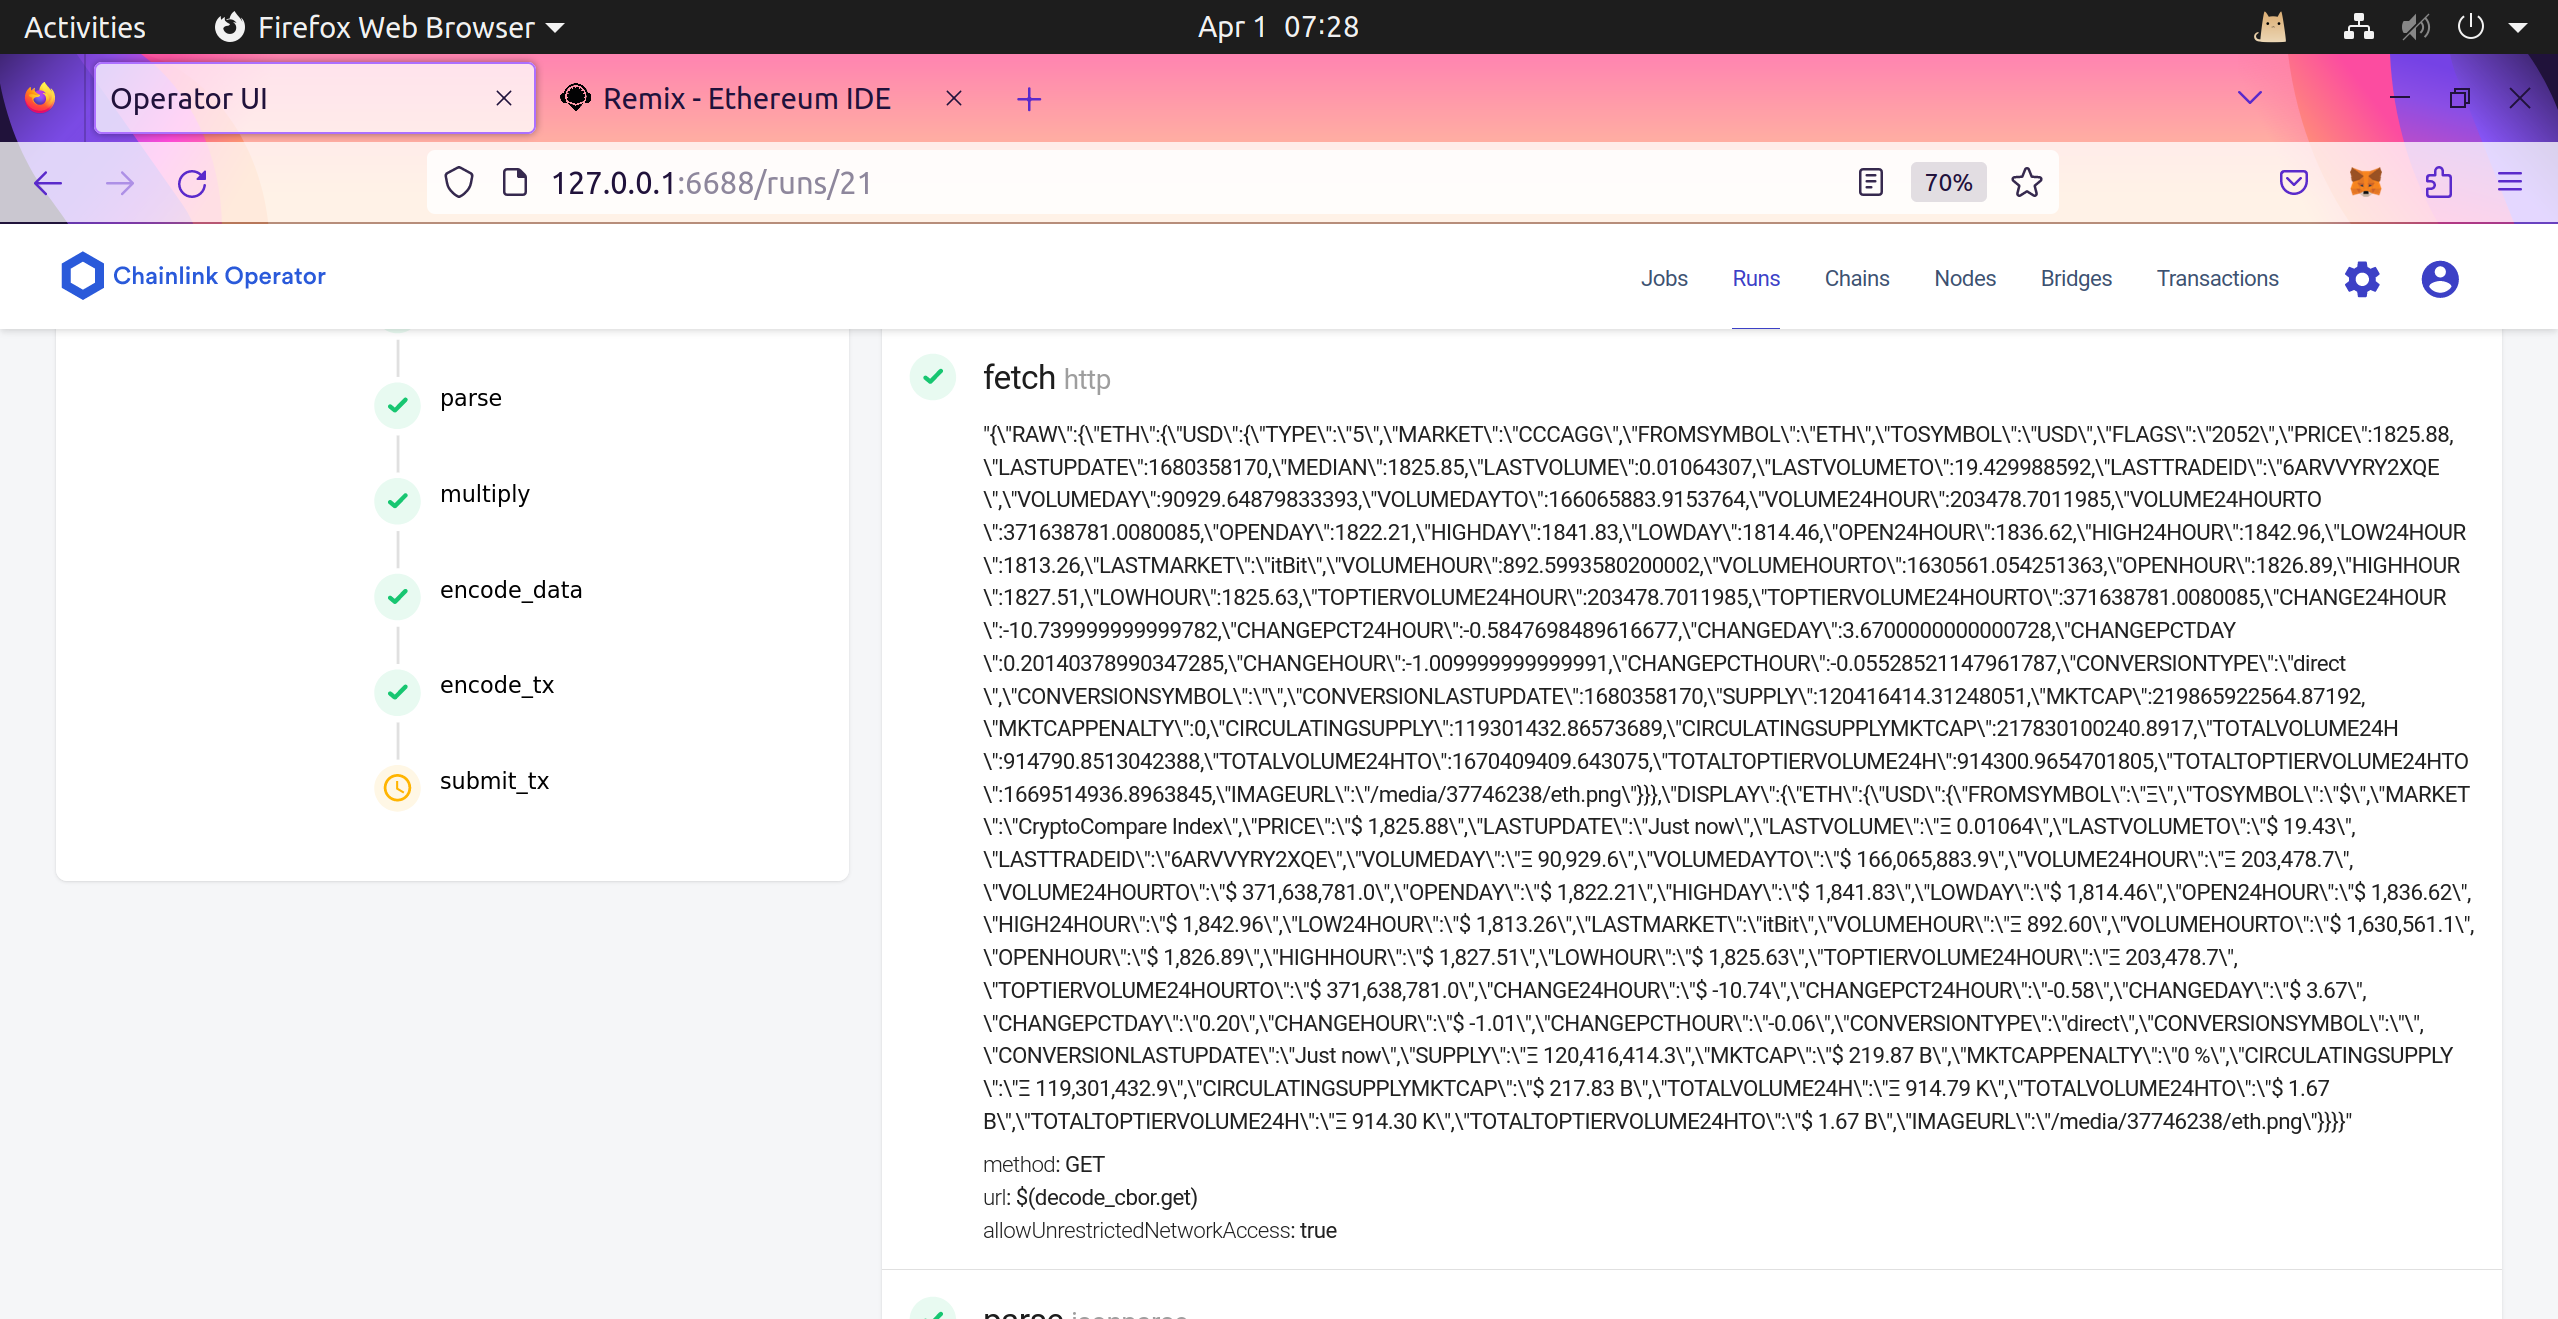 Activities
Firefox Web Browser
Apr 1 07:28
Operator UI
Remix - Ethereum IDE
127.0.0.1:6688/runs/21
70%
Chainlink Operator
Jobs
Runs
Chains
Nodes
Bridges
Transactions
parse
multiply
encode_data
encode_tx
submit_tx
fetch http
"{\"RAW\":{\"ETH\":{\"USD\":{\"TYPE\":\"5\",\"MARKET\":\"CCCAGG\",\"FROMSYMBOL\":\"ETH\",\"TOSYMBOL\":\"USD\",\"FLAGS\":\"2052\",\"PRICE\":1825.88,
\"LASTUPDATE\":1680358170,\"MEDIAN\":1825.85,\"LASTVOLUME\":0.01064307,\"LASTVOLUMETO\":19.429988592,\"LASTTRADEID\":\"6ARVVYRY2XQE
\",\"VOLUMEDAY\":90929.64879833393,\"VOLUMEDAYTO\":166065883.9153764,\"VOLUME24HOUR\":203478.7011985,\"VOLUME24HOURTO
\":371638781.0080085,\"OPENDAY\":1822.21,\"HIGHDAY\":1841.83,\"LOWDAY\":1814.46,\"OPEN24HOUR\":1836.62,\"HIGH24HOUR\":1842.96,\"LOW24HOUR
\":1813.26,\"LASTMARKET\":\"itBit\",\"VOLUMEHOUR\":892.5993580200002,\"VOLUMEHOURTO\":1630561.054251363,\"OPENHOUR\":1826.89,\"HIGHHOUR
\":1827.51,\"LOWHOUR\":1825.63,\"TOPTIERVOLUME24HOUR\":203478.7011985,\"TOPTIERVOLUME24HOURTO\":371638781.0080085,\"CHANGE24HOUR
\":-10.739999999999782,\"CHANGEPCT24HOUR\":-0.5847698489616677,\"CHANGEDAY\":3.6700000000000728,\"CHANGEPCTDAY
\":0.20140378990347285,\"CHANGEHOUR\":-1.009999999999991,\"CHANGEPCTHOUR\":-0.05528521147961787,\"CONVERSIONTYPE\":\"direct
\",\"CONVERSIONSYMBOL\":\"\",\"CONVERSIONLASTUPDATE\":1680358170,\"SUPPLY\":120416414.31248051,\"MKTCAP\":219865922564.87192,
\"MKTCAPPENALTY\":0,\"CIRCULATINGSUPPLY\":119301432.86573689,\"CIRCULATINGSUPPLYMKTCAP\":217830100240.8917,\"TOTALVOLUME24H
\":914790.8513042388,\"TOTALVOLUME24HTO\":1670409409.643075,\"TOTALTOPTIERVOLUME24H\":914300.9654701805,\"TOTALTOPTIERVOLUME24HTO
\":1669514936.8963845,\"IMAGEURL\":\"/media/37746238/eth.png\"}}},\"DISPLAY\":{\"ETH\":{\"USD\":{\"FROMSYMBOL\":\"Ξ\",\"TOSYMBOL\":\"$\",\"MARKET
\":\"CryptoCompare Index\",\"PRICE\":\"$ 1,825.88\",\"LASTUPDATE\":\"Just now\",\"LASTVOLUME\":\"Ξ 0.01064\",\"LASTVOLUMETO\":\"$ 19.43\",
\"LASTTRADEID\":\"6ARVVYRY2XQE\",\"VOLUMEDAY\":\"Ξ 90,929.6\",\"VOLUMEDAYTO\":\"$ 166,065,883.9\",\"VOLUME24HOUR\":\"Ξ 203,478.7\",
\"VOLUME24HOURTO\":\"$ 371,638,781.0\",\"OPENDAY\":\"$ 1,822.21\",\"HIGHDAY\":\"$ 1,841.83\",\"LOWDAY\":\"$ 1,814.46\",\"OPEN24HOUR\":\"$ 1,836.62\",
\"HIGH24HOUR\":\"$ 1,842.96\",\"LOW24HOUR\":\"$ 1,813.26\",\"LASTMARKET\":\"itBit\",\"VOLUMEHOUR\":\"Ξ 892.60\",\"VOLUMEHOURTO\":\"$ 1,630,561.1\",
\"OPENHOUR\":\"$ 1,826.89\",\"HIGHHOUR\":\"$ 1,827.51\",\"LOWHOUR\":\"$ 1,825.63\",\"TOPTIERVOLUME24HOUR\":\"Ξ 203,478.7\",
\"TOPTIERVOLUME24HOURTO\":\"$ 371,638,781.0\",\"CHANGE24HOUR\":\"$ -10.74\",\"CHANGEPCT24HOUR\":\"-0.58\",\"CHANGEDAY\":\"$ 3.67\",
\"CHANGEPCTDAY\":\"0.20\",\"CHANGEHOUR\":\"$ -1.01\",\"CHANGEPCTHOUR\":\"-0.06\",\"CONVERSIONTYPE\":\"direct\",\"CONVERSIONSYMBOL\":\"\",
\"CONVERSIONLASTUPDATE\":\"Just now\",\"SUPPLY\":\"Ξ 120,416,414.3\",\"MKTCAP\":\"$ 219.87 B\",\"MKTCAPPENALTY\":\"0 %\",\"CIRCULATINGSUPPLY
\":\"Ξ 119,301,432.9\",\"CIRCULATINGSUPPLYMKTCAP\":\"$ 217.83 B\",\"TOTALVOLUME24H\":\"Ξ 914.79 K\",\"TOTALVOLUME24HTO\":\"$ 1.67
B\",\"TOTALTOPTIERVOLUME24H\":\"Ξ 914.30 K\",\"TOTALTOPTIERVOLUME24HTO\":\"$ 1.67 B\",\"IMAGEURL\":\"/media/37746238/eth.png\"}}}}"
method: GET
url: $(decode_cbor.get)
allowUnrestrictedNetworkAccess: true
parse jsonparse